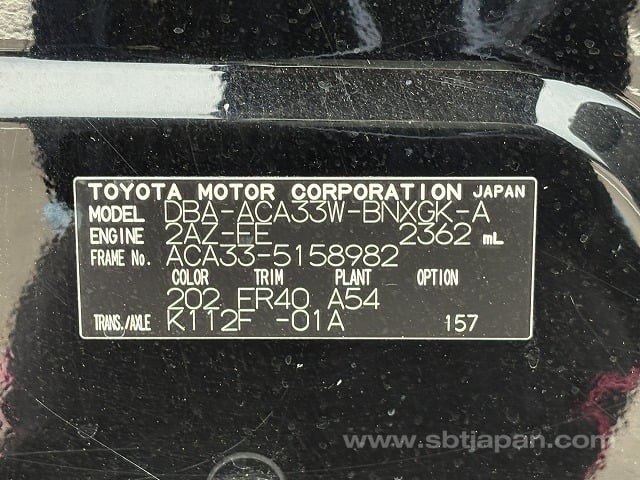 TOYOTA MOTOR CORPORATION JAPAN
MODEL DBA-ACA33W-BNXGK-A
ENGINE 2AZ-FE 2362 mL
FRAME No. ACA33-5158982
COLOR TRIM PLANT OPTION
202 FR40 A54
TRANS./AXLE K112F -01A 157
www.sbtjapan.com